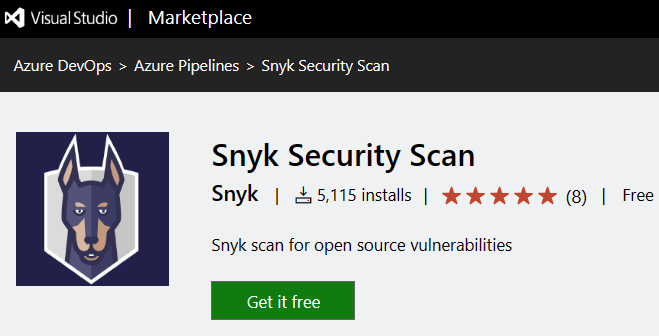 Visual Studio | Marketplace
Azure DevOps > Azure Pipelines > Snyk Security Scan
Snyk Security Scan
Snyk | 5,115 installs | (8) | Free
Snyk scan for open source vulnerabilities
Get it free